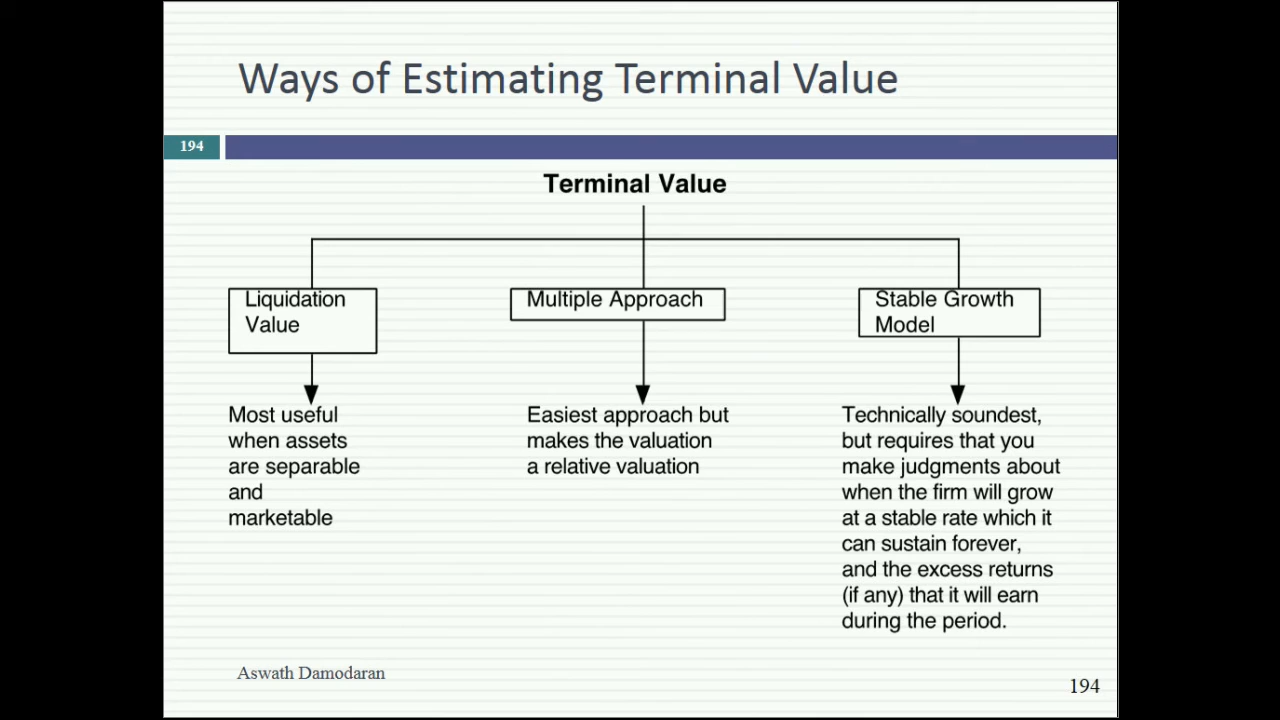 Ways of Estimating Terminal Value
194
Terminal Value
Liquidation
Value
Multiple Approach
Stable Growth
Model
Most useful
when assets
are separable
and
marketable
Easiest approach but
makes the valuation
a relative valuation
Technically soundest,
but requires that you
make judgments about
when the firm will grow
at a stable rate which it
can sustain forever,
and the excess returns
(if any) that it will earn
during the period.
Aswath Damodaran
194